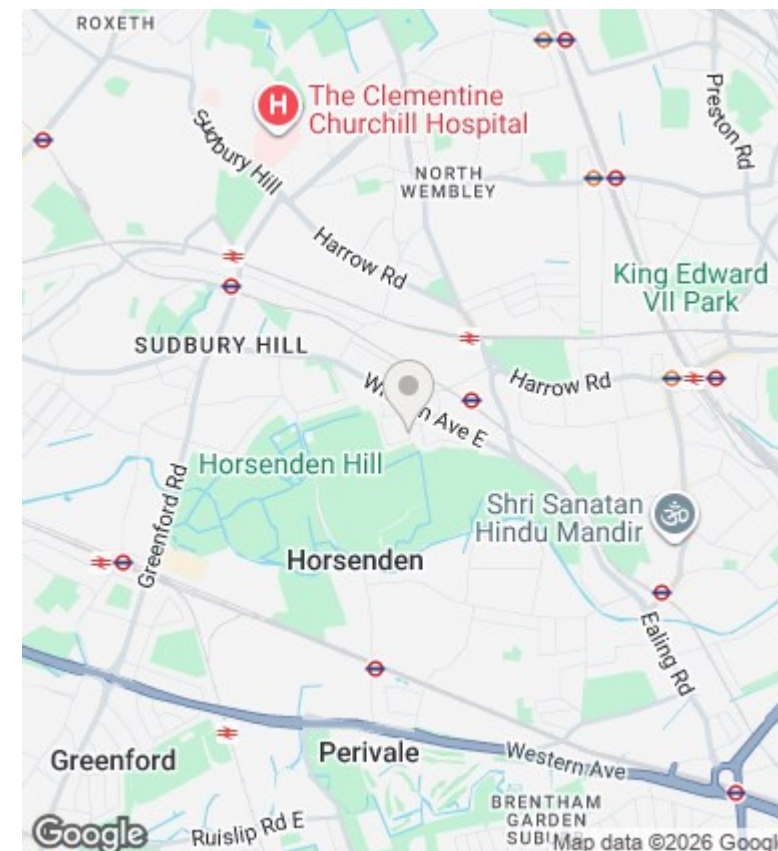 ROXETH
The Clementine
Churchill Hospital
H
Sudbury Hill
Preston Rd
NORTH
WEMBLEY
Harrow Rd
King Edward
VII Park
SUDBURY HILL
Harrow Rd
Ave E
Horsenden Hill
Greenford Rd
Shri Sanatan
Hindu Mandir
ॐ
Horsenden
Ealing Rd
Greenford
Perivale
Western Ave
BRENTHAM
GARDEN
Google
Ruislip Rd E
Map data ©2026 Googl